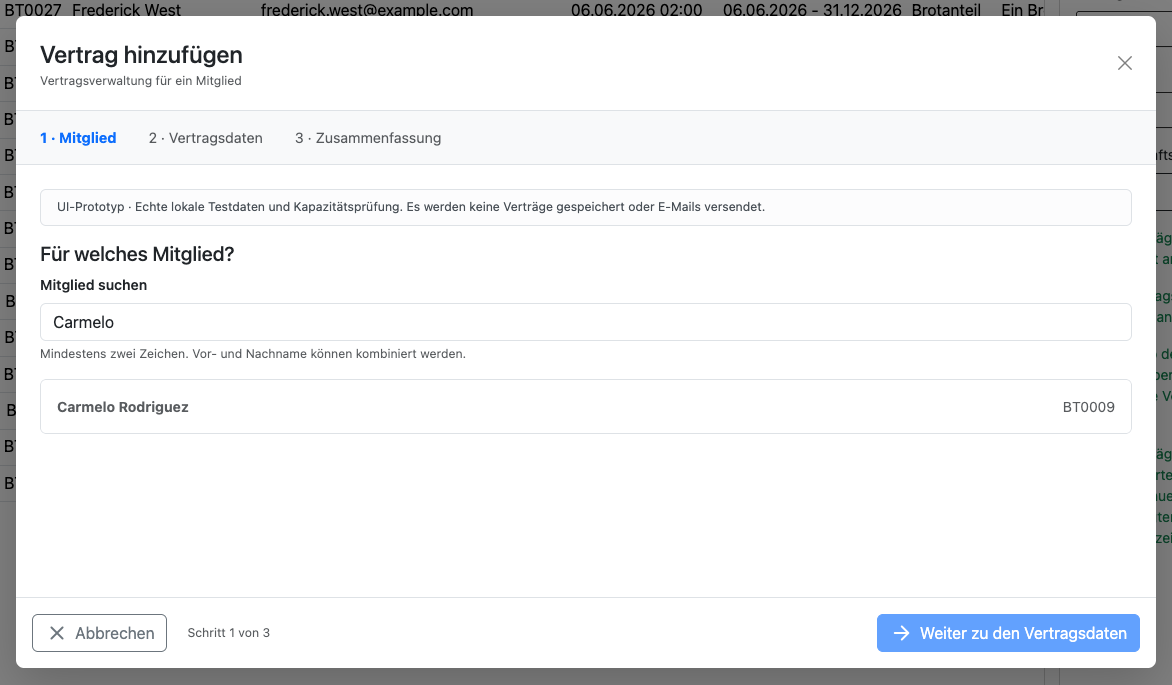 BT0027 Frederick West frederick.west@example.com 06.06.2026 02:00 06.06.2026 - 31.12.2026 Brotanteil Ein Br
Vertrag hinzufügen
Vertragsverwaltung für ein Mitglied
1 · Mitglied 2 · Vertragsdaten 3 · Zusammenfassung
UI-Prototyp · Echte lokale Testdaten und Kapazitätsprüfung. Es werden keine Verträge gespeichert oder E-Mails versendet.
Für welches Mitglied?
Mitglied suchen
Carmelo
Mindestens zwei Zeichen. Vor- und Nachname können kombiniert werden.
Carmelo Rodriguez BT0009
Abbrechen Schritt 1 von 3 Weiter zu den Vertragsdaten